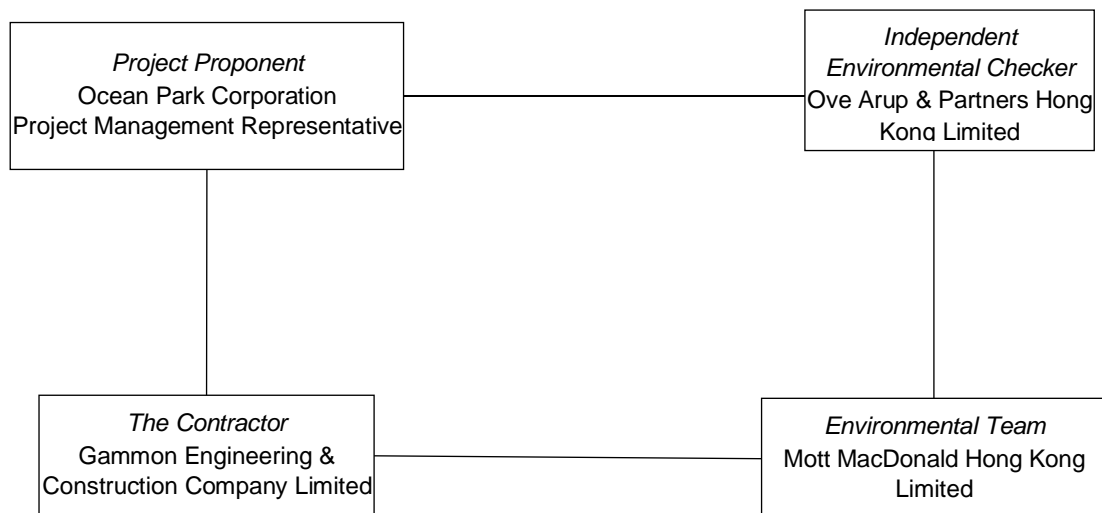 Project Proponent
Ocean Park Corporation
Project Management Representative
Independent
Environmental Checker
Ove Arup & Partners Hong
Kong Limited
The Contractor
Gammon Engineering &
Construction Company Limited
Environmental Team
Mott MacDonald Hong Kong
Limited